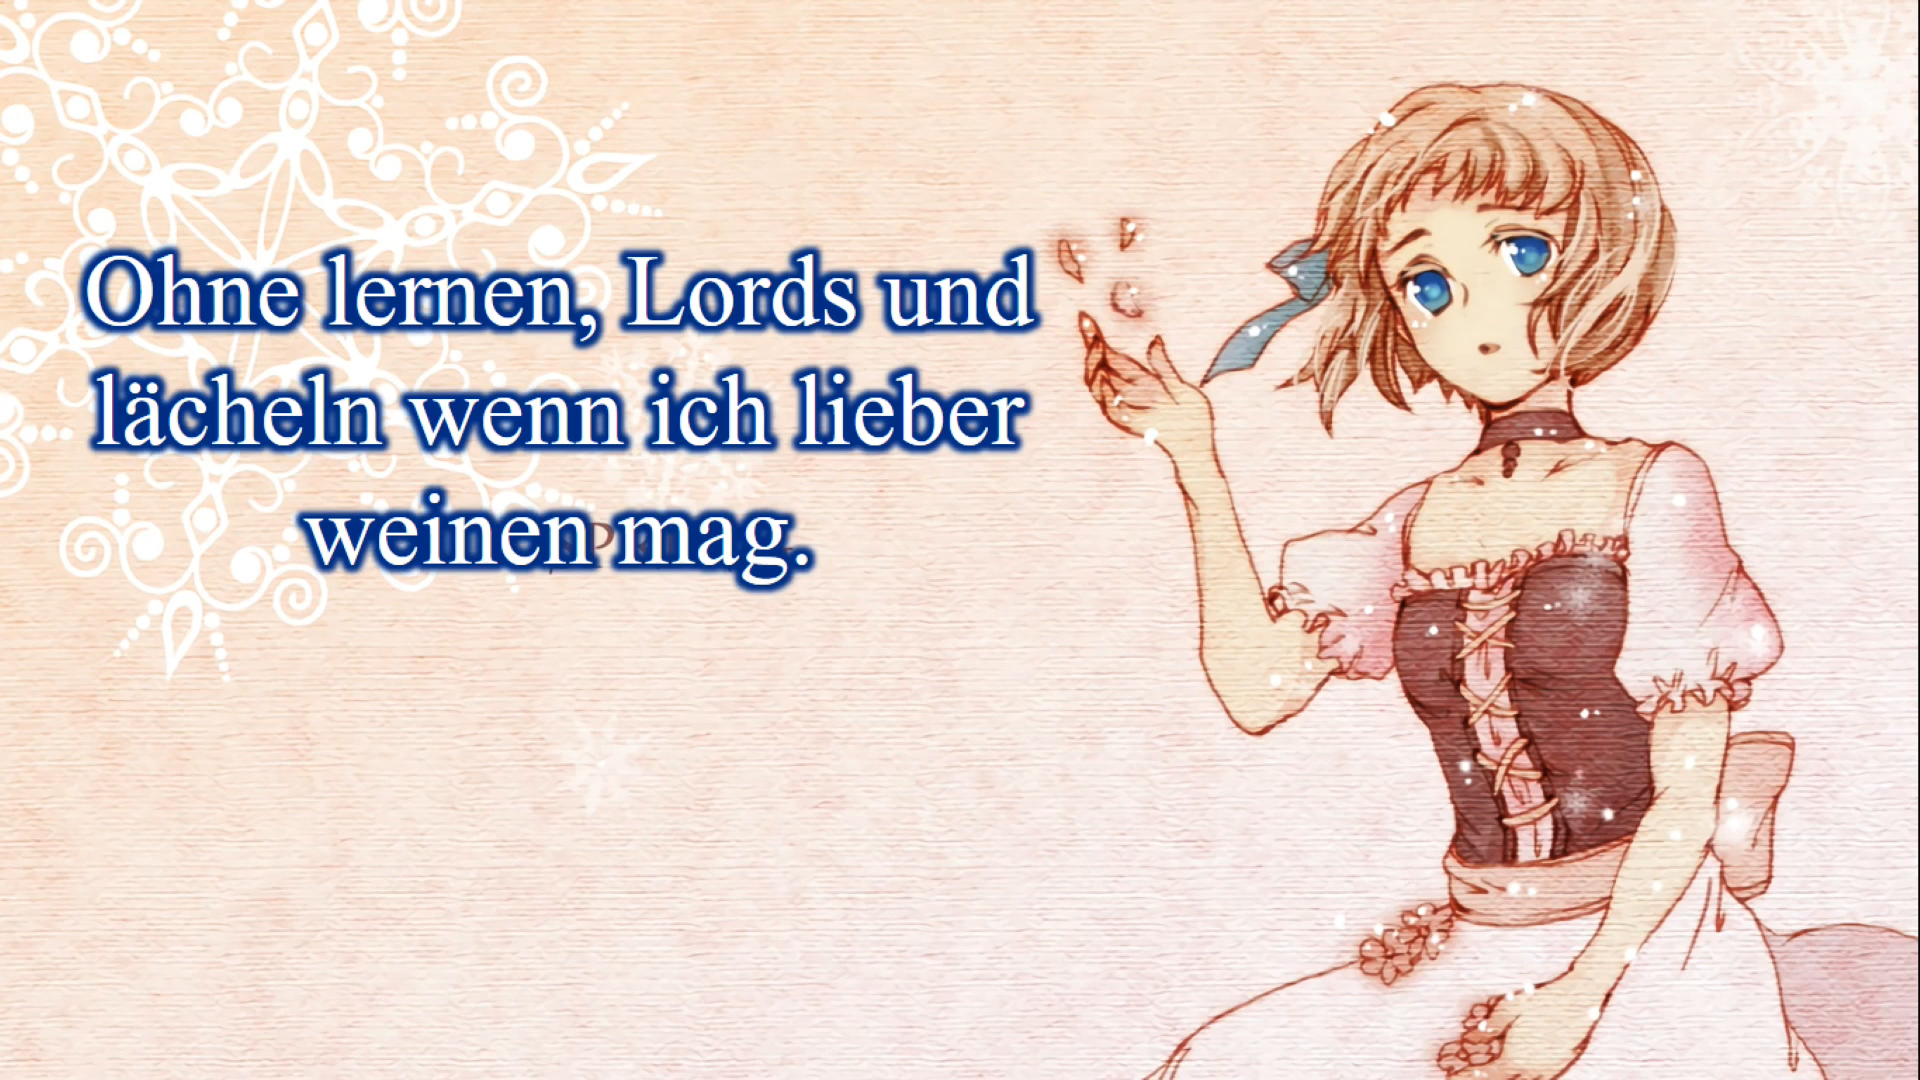 Ohne lernen, Lords und
lächeln wenn ich lieber
weinen mag.